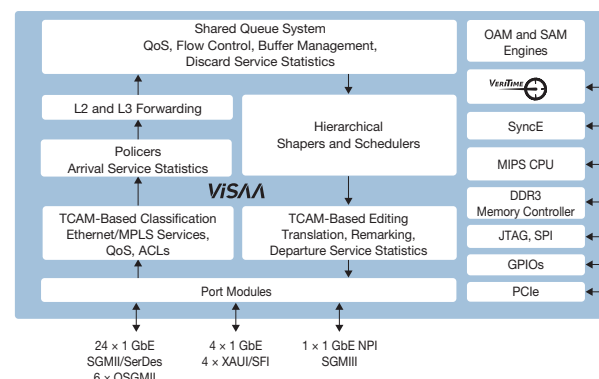 Shared Queue System
QoS, Flow Control, Buffer Management,
Discard Service Statistics
L2 and L3 Forwarding
Policers
Arrival Service Statistics
Hierarchical
Shapers and Schedulers
ViSAA
TCAM-Based Classification
Ethernet/MPLS Services,
QoS, ACLs
TCAM-Based Editing
Translation, Remarking,
Departure Service Statistics
Port Modules
24 × 1 GbE
SGMII/SerDes
6 × QSGMII
4 × 1 GbE
4 × XAUI/SFI
1 × 1 GbE NPI
SGMIII
OAM and SAM
Engines
VERITIME
SyncE
MIPS CPU
DDR3
Memory Controller
JTAG, SPI
GPIOs
PCIe